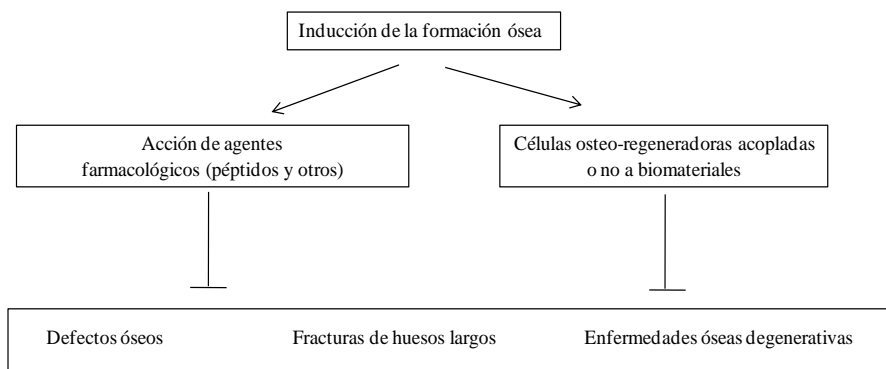 Inducción de la formación ósea
Acción de agentes
farmacológicos (péptidos y otros)
Células osteo-regeneradoras acopladas
o no a biomateriales
Defectos óseos
Fracturas de huesos largos
Enfermedades óseas degenerativas